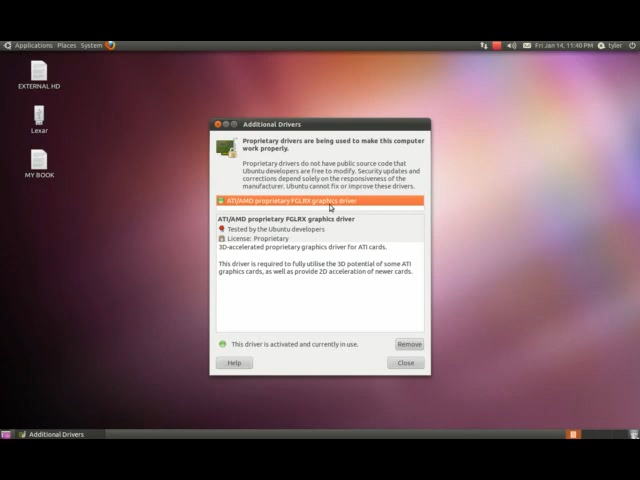 Applications Places System
Fri Jan 14, 11:40 PM tyler
EXTERNAL HD
Lexar
MY BOOK
Additional Drivers
Proprietary drivers are being used to make this computer
work properly.
Proprietary drivers do not have public source code that
Ubuntu developers are free to modify. Security updates and
corrections depend solely on the responsiveness of the
manufacturer. Ubuntu cannot fix or improve these drivers.
ATI/AMD proprietary FGLRX graphics driver
ATI/AMD proprietary FGLRX graphics driver
Tested by the Ubuntu developers
License: Proprietary
3D-accelerated proprietary graphics driver for ATI cards.
This driver is required to fully utilise the 3D potential of some ATI
graphics cards, as well as provide 2D acceleration of newer cards.
This driver is activated and currently in use.
Remove
Help
Close
Additional Drivers